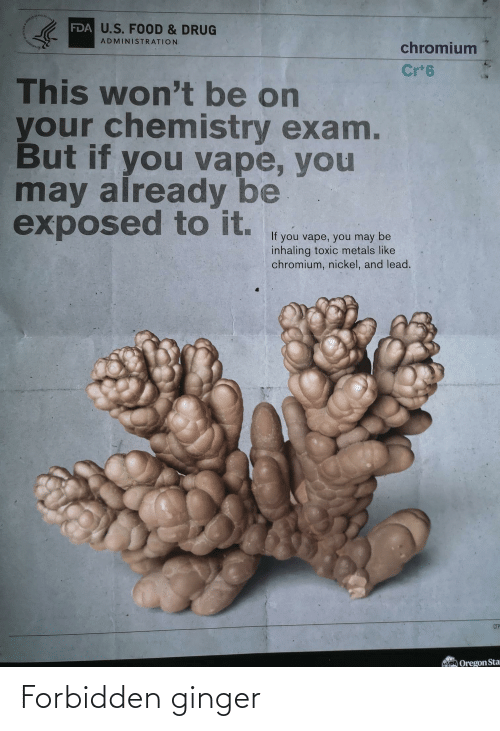 FDA U.S. FOOD & DRUG
ADMINISTRATION
chromium
Cr+6
This won't be on
your chemistry exam.
But if you vape, you
may already be
exposed to it.
If you vape, you may be
inhaling toxic metals like
chromium, nickel, and lead.
Oregon Sta
Forbidden ginger